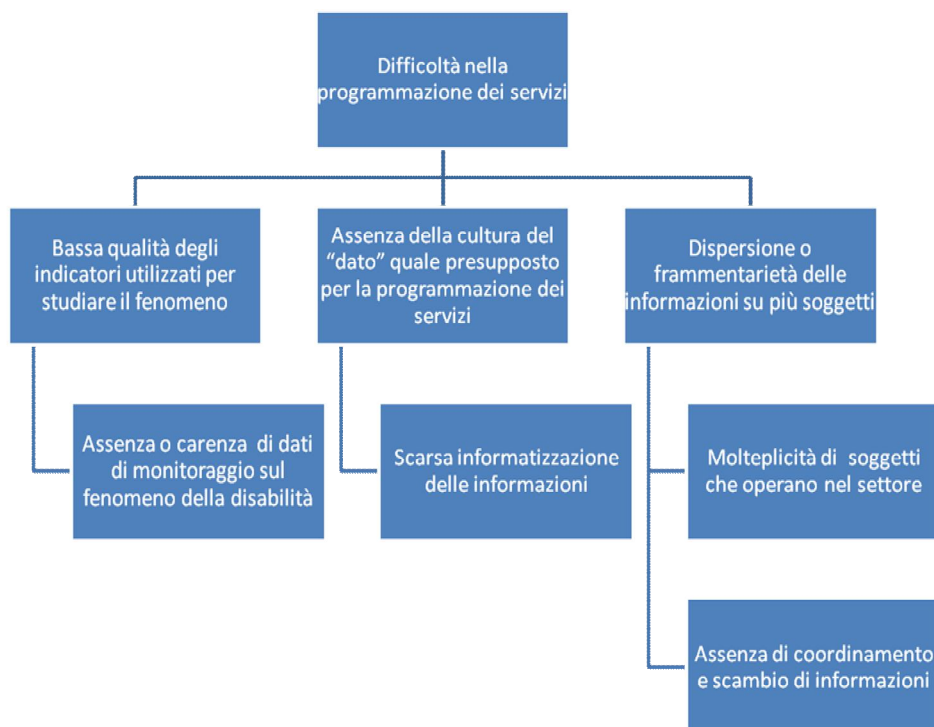 Difficoltà nella
programmazione dei servizi
Bassa qualità degli
indicatori utilizzati per
studiare il fenomeno
Assenza della cultura del
“dato” quale presupposto
per la programmazione dei
servizi
Dispersione o
frammentarietà delle
informazioni su più soggetti
Assenza o carenza di dati
di monitoraggio sul
fenomeno della disabilità
Scarsa informatizzazione
delle informazioni
Molteplicità di soggetti
che operano nel settore
Assenza di coordinamento
e scambio di informazioni